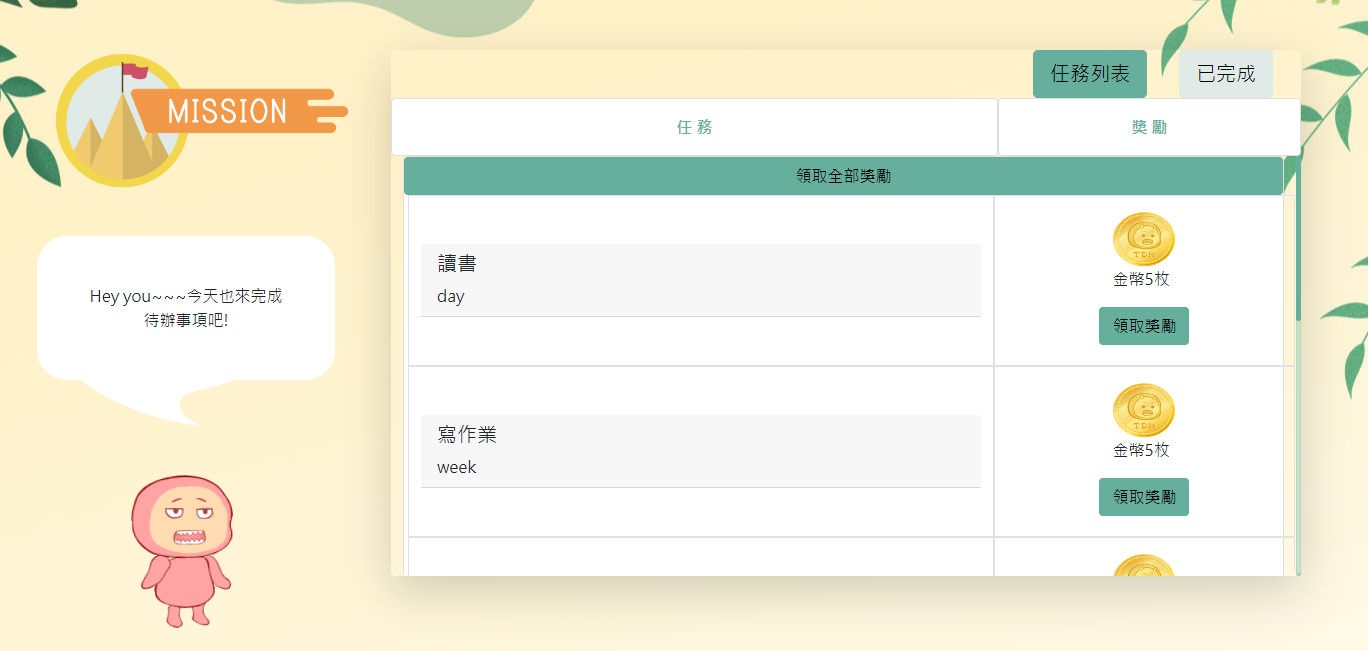 MISSION
Hey you~~~今天也來完成
待辦事項吧!
任務列表
已完成
任務
獎勵
領取全部獎勵
讀書
day
TDM
金幣5枚
領取獎勵
寫作業
week
TDM
金幣5枚
領取獎勵